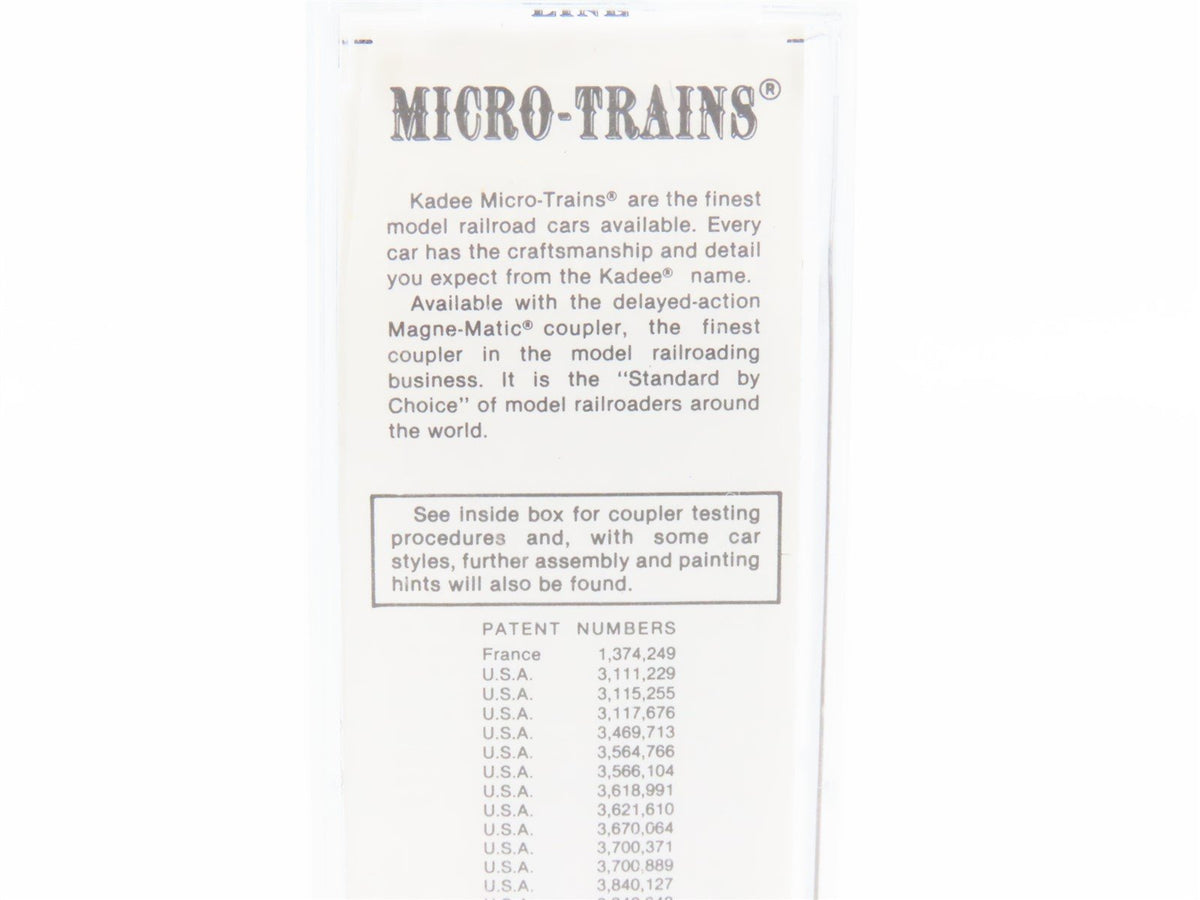 LINE
MICRO-TRAINS®
Kadee Micro-Trains® are the finest
model railroad cars available. Every
car has the craftsmanship and detail
you expect from the Kadee® name.
Available with the delayed-action
Magne-Matic® coupler, the finest
coupler in the model railroading
business. It is the “Standard by
Choice” of model railroaders around
the world.
See inside box for coupler testing
procedures and, with some car
styles, further assembly and painting
hints will also be found.
PATENT NUMBERS
France 1,374,249
U.S.A. 3,111,229
U.S.A. 3,115,255
U.S.A. 3,117,676
U.S.A. 3,469,713
U.S.A. 3,564,766
U.S.A. 3,566,104
U.S.A. 3,618,991
U.S.A. 3,621,610
U.S.A. 3,670,064
U.S.A. 3,700,371
U.S.A. 3,700,889
U.S.A. 3,840,127